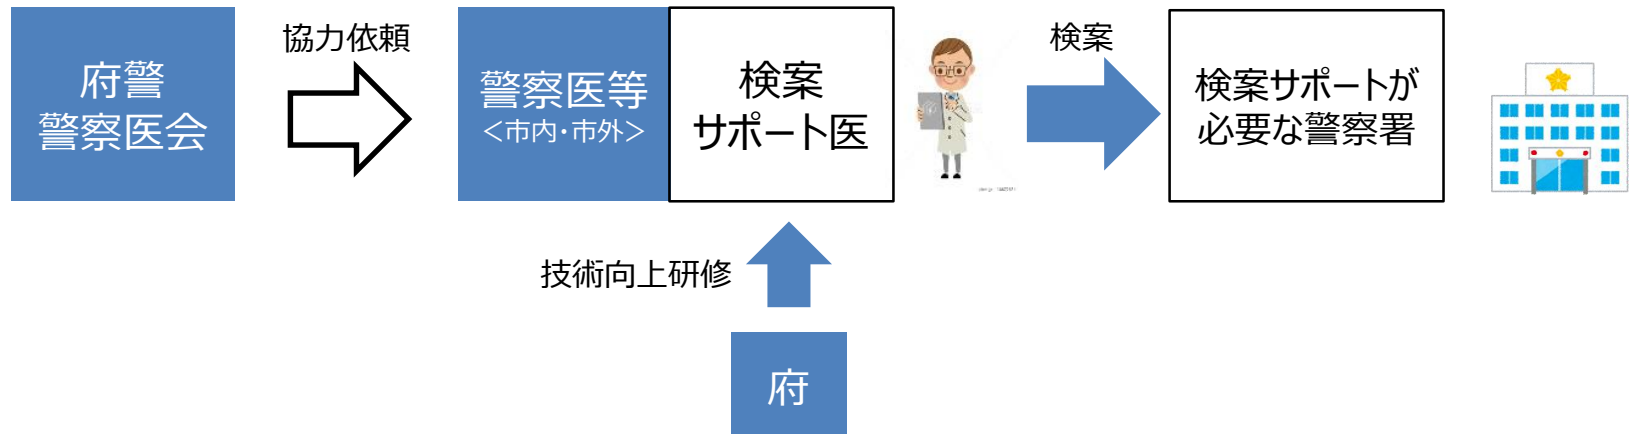 府警
警察医会
協力依頼
警察医等
＜市内・市外＞
検案
サポート医
検案
検案サポートが
必要な警察署
技術向上研修
府